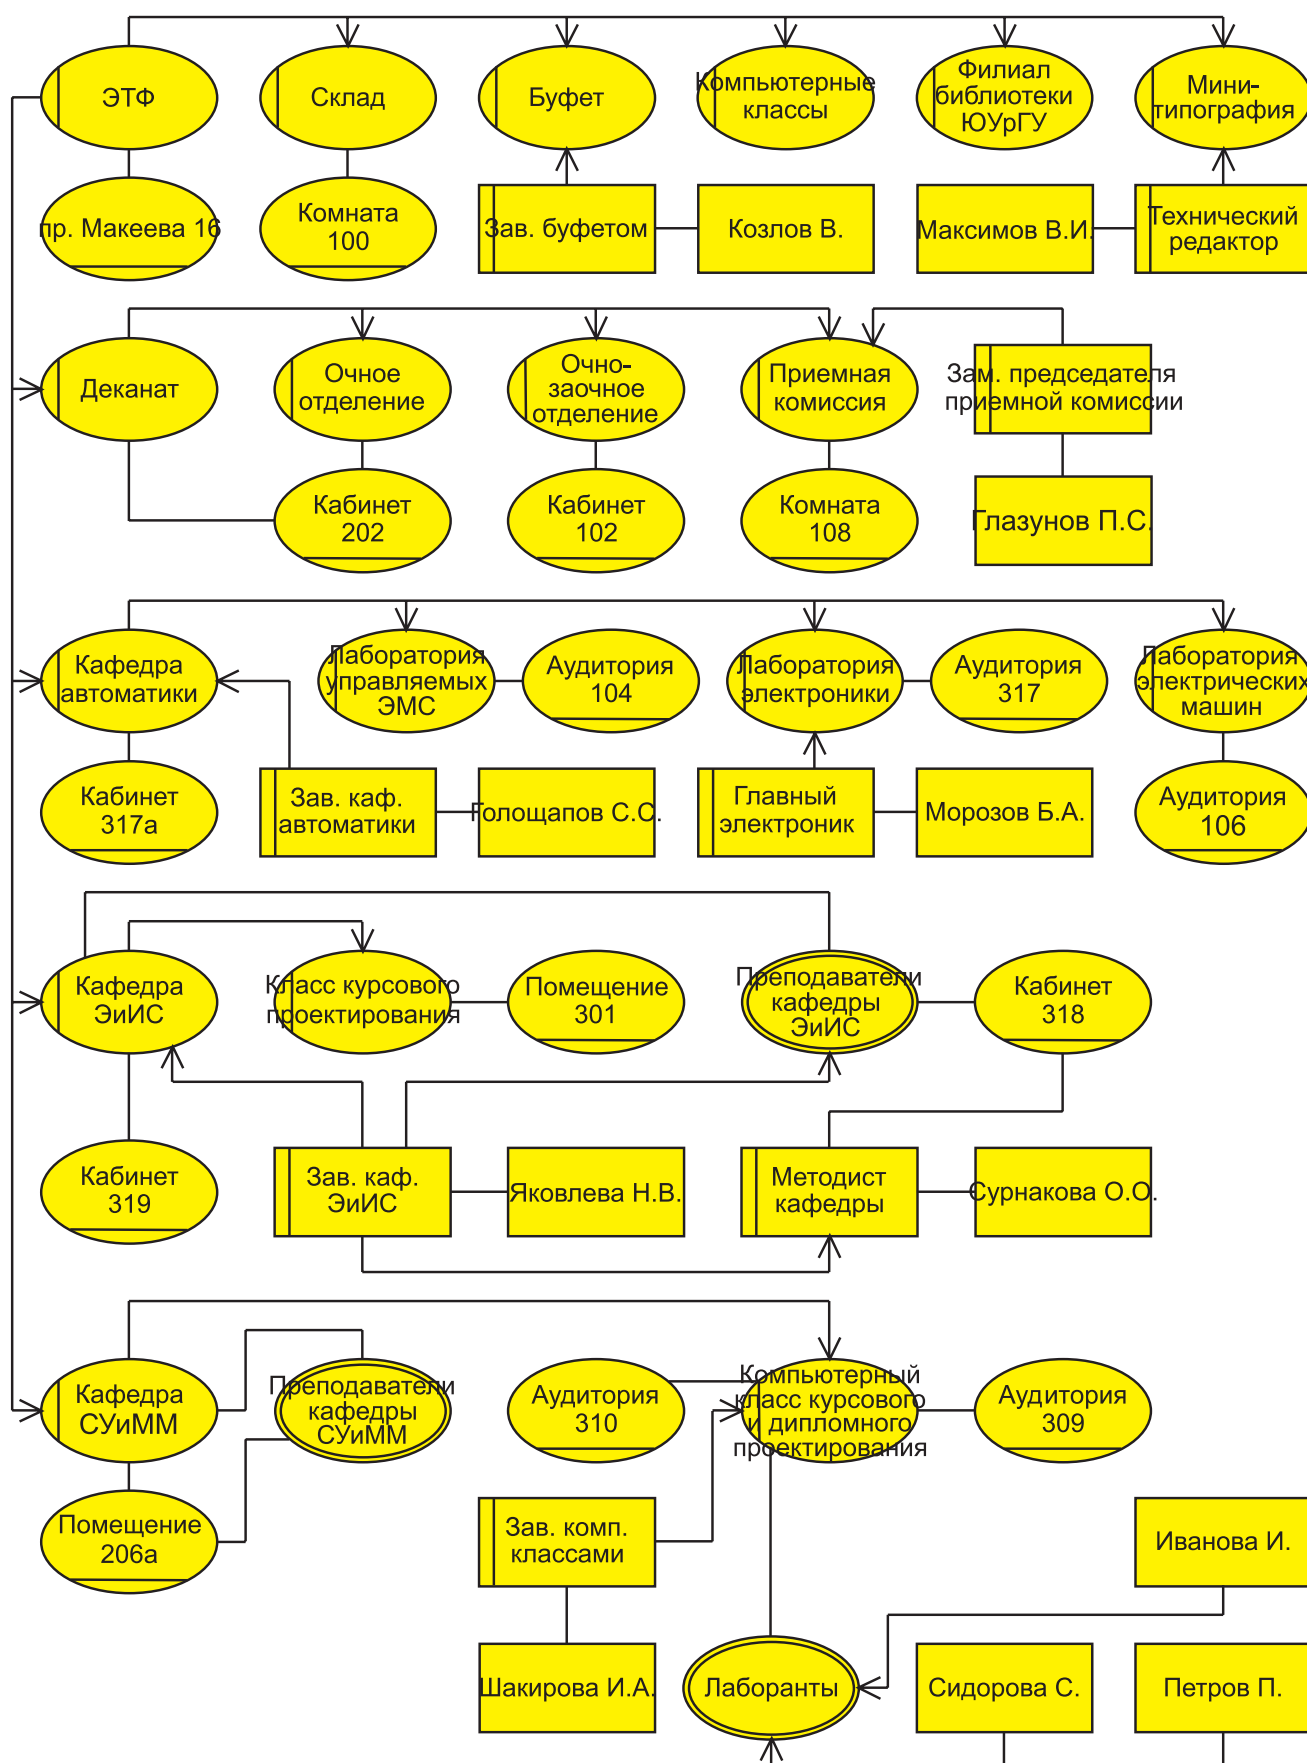 ЭТФ
Склад
Буфет
Компьютерные
классы
Филиал
библиотеки
ЮУрГУ
Мини-
типография
пр. Макеева 16
Комната
100
Зав. буфетом
Козлов В.
Максимов В.И.
Технический
редактор
Деканат
Очное
отделение
Очно-
заочное
отделение
Приемная
комиссия
Зам. председателя
приемной комиссии
Кабинет
202
Кабинет
102
Комната
108
Глазунов П.С.
Кафедра
автоматики
Лаборатория
управляемых
ЭМС
Аудитория
104
Лаборатория
электроники
Аудитория
317
Лаборатория
электрических
машин
Кабинет
317а
Зав. каф.
автоматики
Голощапов С.С.
Главный
электроник
Морозов Б.А.
Аудитория
106
Кафедра
ЭиИС
Класс курсового
проектирования
Помещение
301
Преподаватели
кафедры
ЭиИС
Кабинет
318
Кабинет
319
Зав. каф.
ЭиИС
Яковлева Н.В.
Методист
кафедры
Сурнакова О.О.
Кафедра
СУиММ
Преподаватели
кафедры
СУиММ
Аудитория
310
Компьютерный
класс курсового
и дипломного
проектирования
Аудитория
309
Помещение
206а
Зав. комп.
классами
Иванова И.
Шакирова И.А.
Лаборанты
Сидорова С.
Петров П.